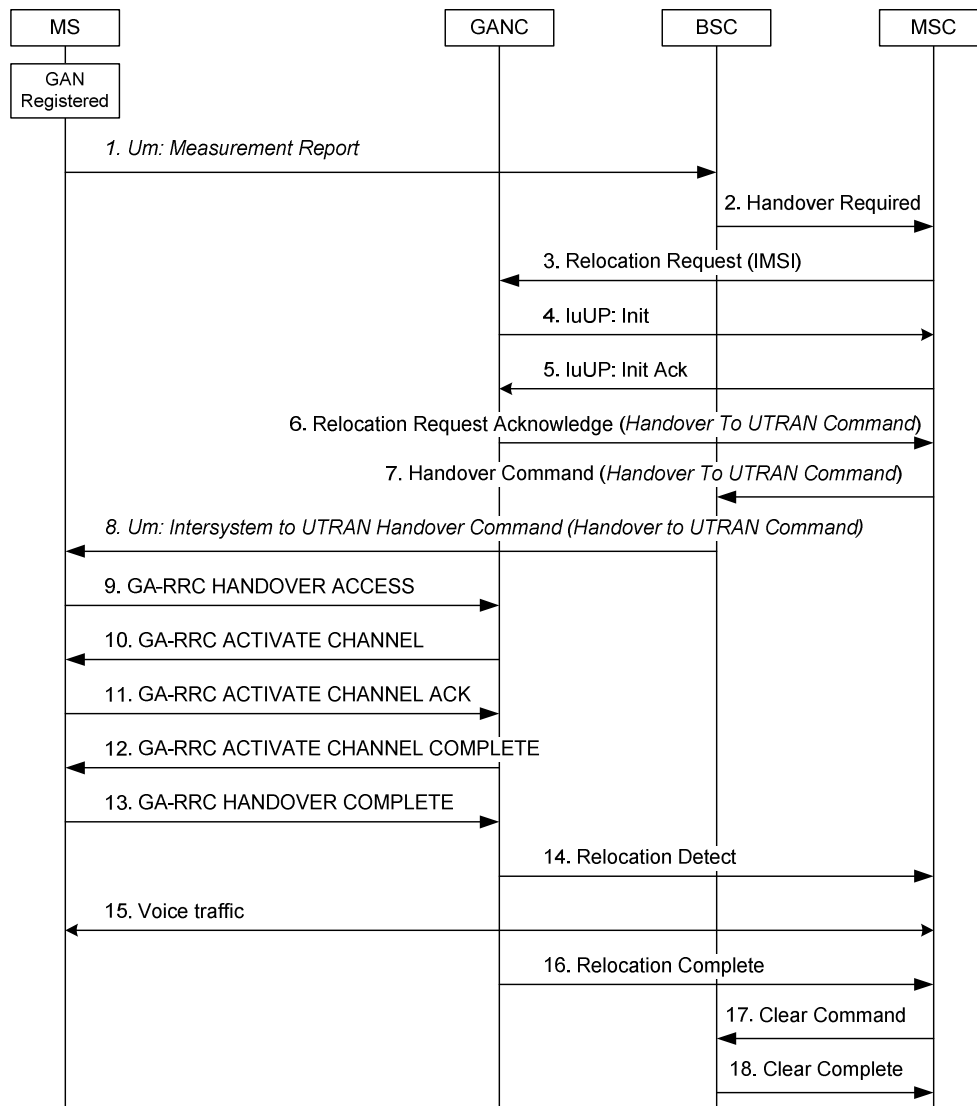 MS
GANC
BSC
MSC
GAN
Registered
1. Um: Measurement Report
2. Handover Required
3. Relocation Request (IMSI)
4. IuUP: Init
5. IuUP: Init Ack
6. Relocation Request Acknowledge (Handover To UTRAN Command)
7. Handover Command (Handover To UTRAN Command)
8. Um: Intersystem to UTRAN Handover Command (Handover to UTRAN Command)
9. GA-RRC HANDOVER ACCESS
10. GA-RRC ACTIVATE CHANNEL
11. GA-RRC ACTIVATE CHANNEL ACK
12. GA-RRC ACTIVATE CHANNEL COMPLETE
13. GA-RRC HANDOVER COMPLETE
14. Relocation Detect
15. Voice traffic
16. Relocation Complete
17. Clear Command
18. Clear Complete